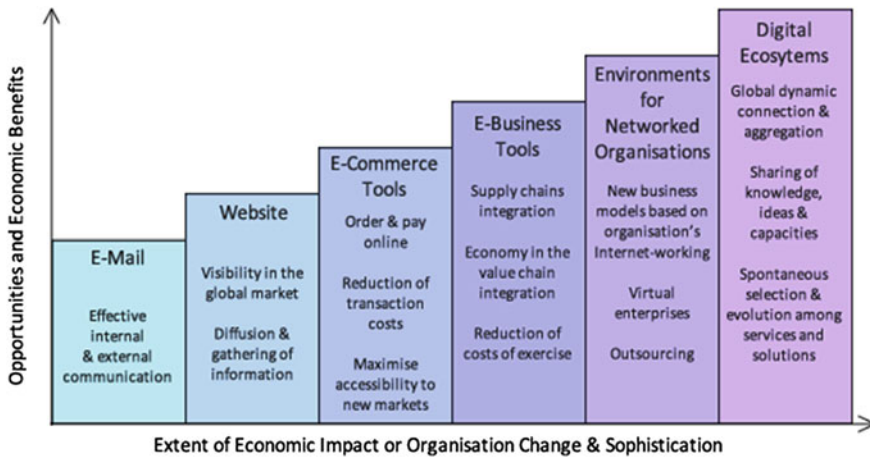 Opportunities and Economic Benefits
E-Mail
Effective
internal
& external
communication
Website
Visibility in the
global market
Diffusion &
gathering of
information
E-Commerce
Tools
Order & pay
online
Reduction of
transaction
costs
Maximise
accessibility to
new markets
E-Business
Tools
Supply chains
integration
Economy in the
value chain
integration
Reduction of
costs of exercise
Environments
for
Networked
Organisations
New business
models based on
organisation's
Internet-working
Virtual
enterprises
Outsourcing
Digital
Ecosytems
Global dynamic
connection &
aggregation
Sharing of
knowledge,
ideas &
capacities
Spontaneous
selection &
evolution among
services and
solutions
Extent of Economic Impact or Organisation Change & Sophistication